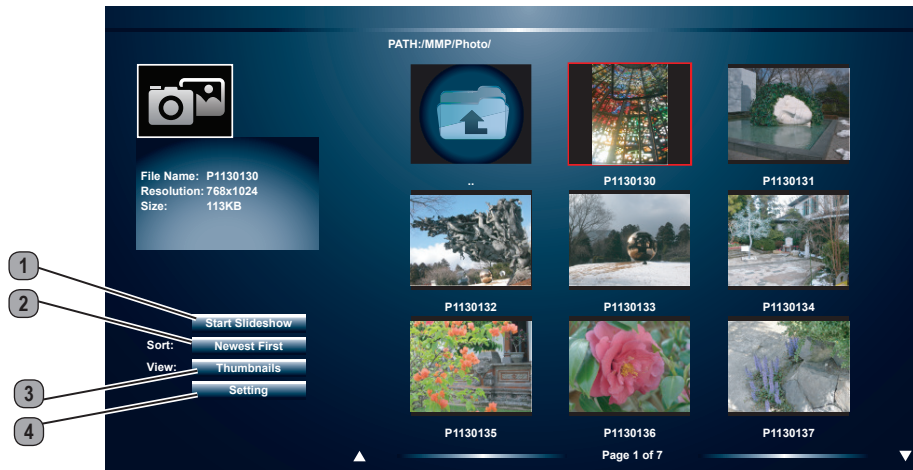 PATH:/MMP/Photo/
File Name: P1130130
Resolution: 768x1024
Size: 113KB
1
2
3
4
Start Slideshow
Sort: Newest First
View: Thumbnails
Setting
..
P1130130
P1130131
P1130132
P1130133
P1130134
P1130135
P1130136
P1130137
Page 1 of 7